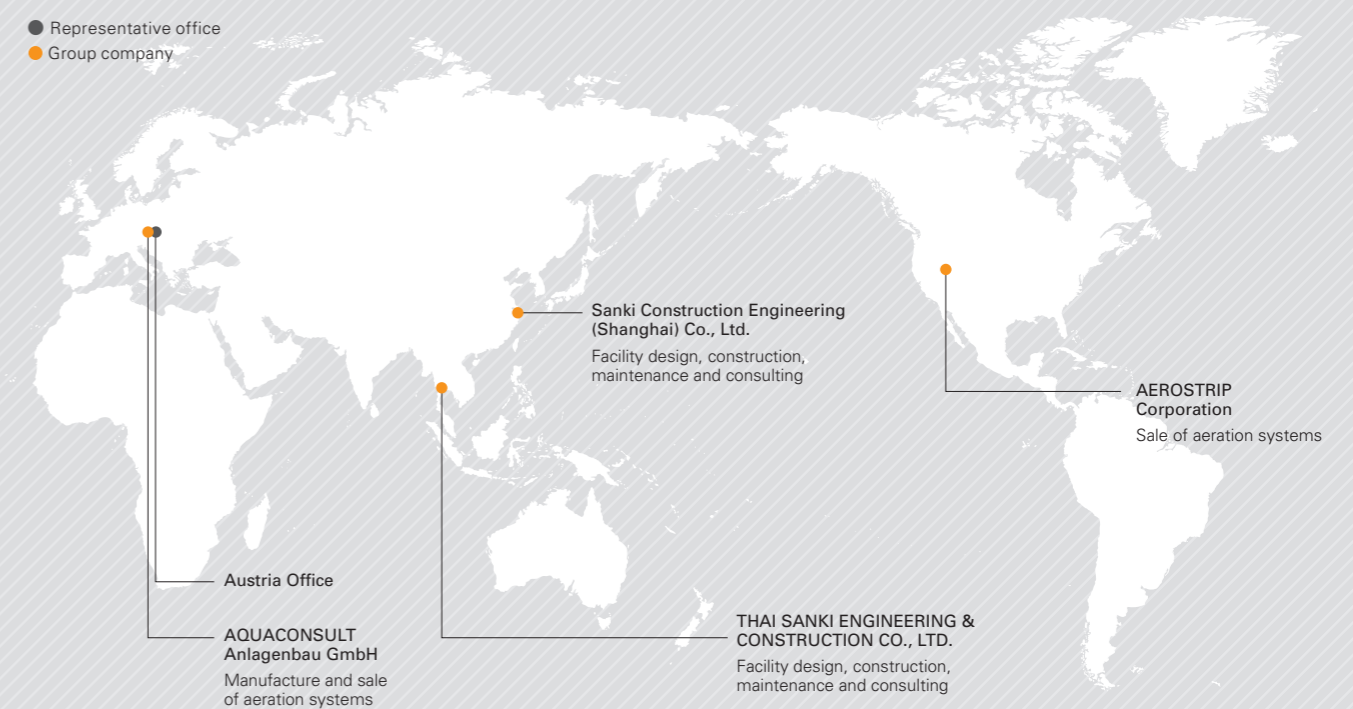 Representative office
Group company
Sanki Construction Engineering
(Shanghai) Co., Ltd.
Facility design, construction,
maintenance and consulting
AEROSTRIP
Corporation
Sale of aeration systems
Austria Office
AQUACONSULT
Anlagenbau GmbH
Manufacture and sale
of aeration systems
THAI SANKI ENGINEERING &
CONSTRUCTION CO., LTD.
Facility design, construction,
maintenance and consulting